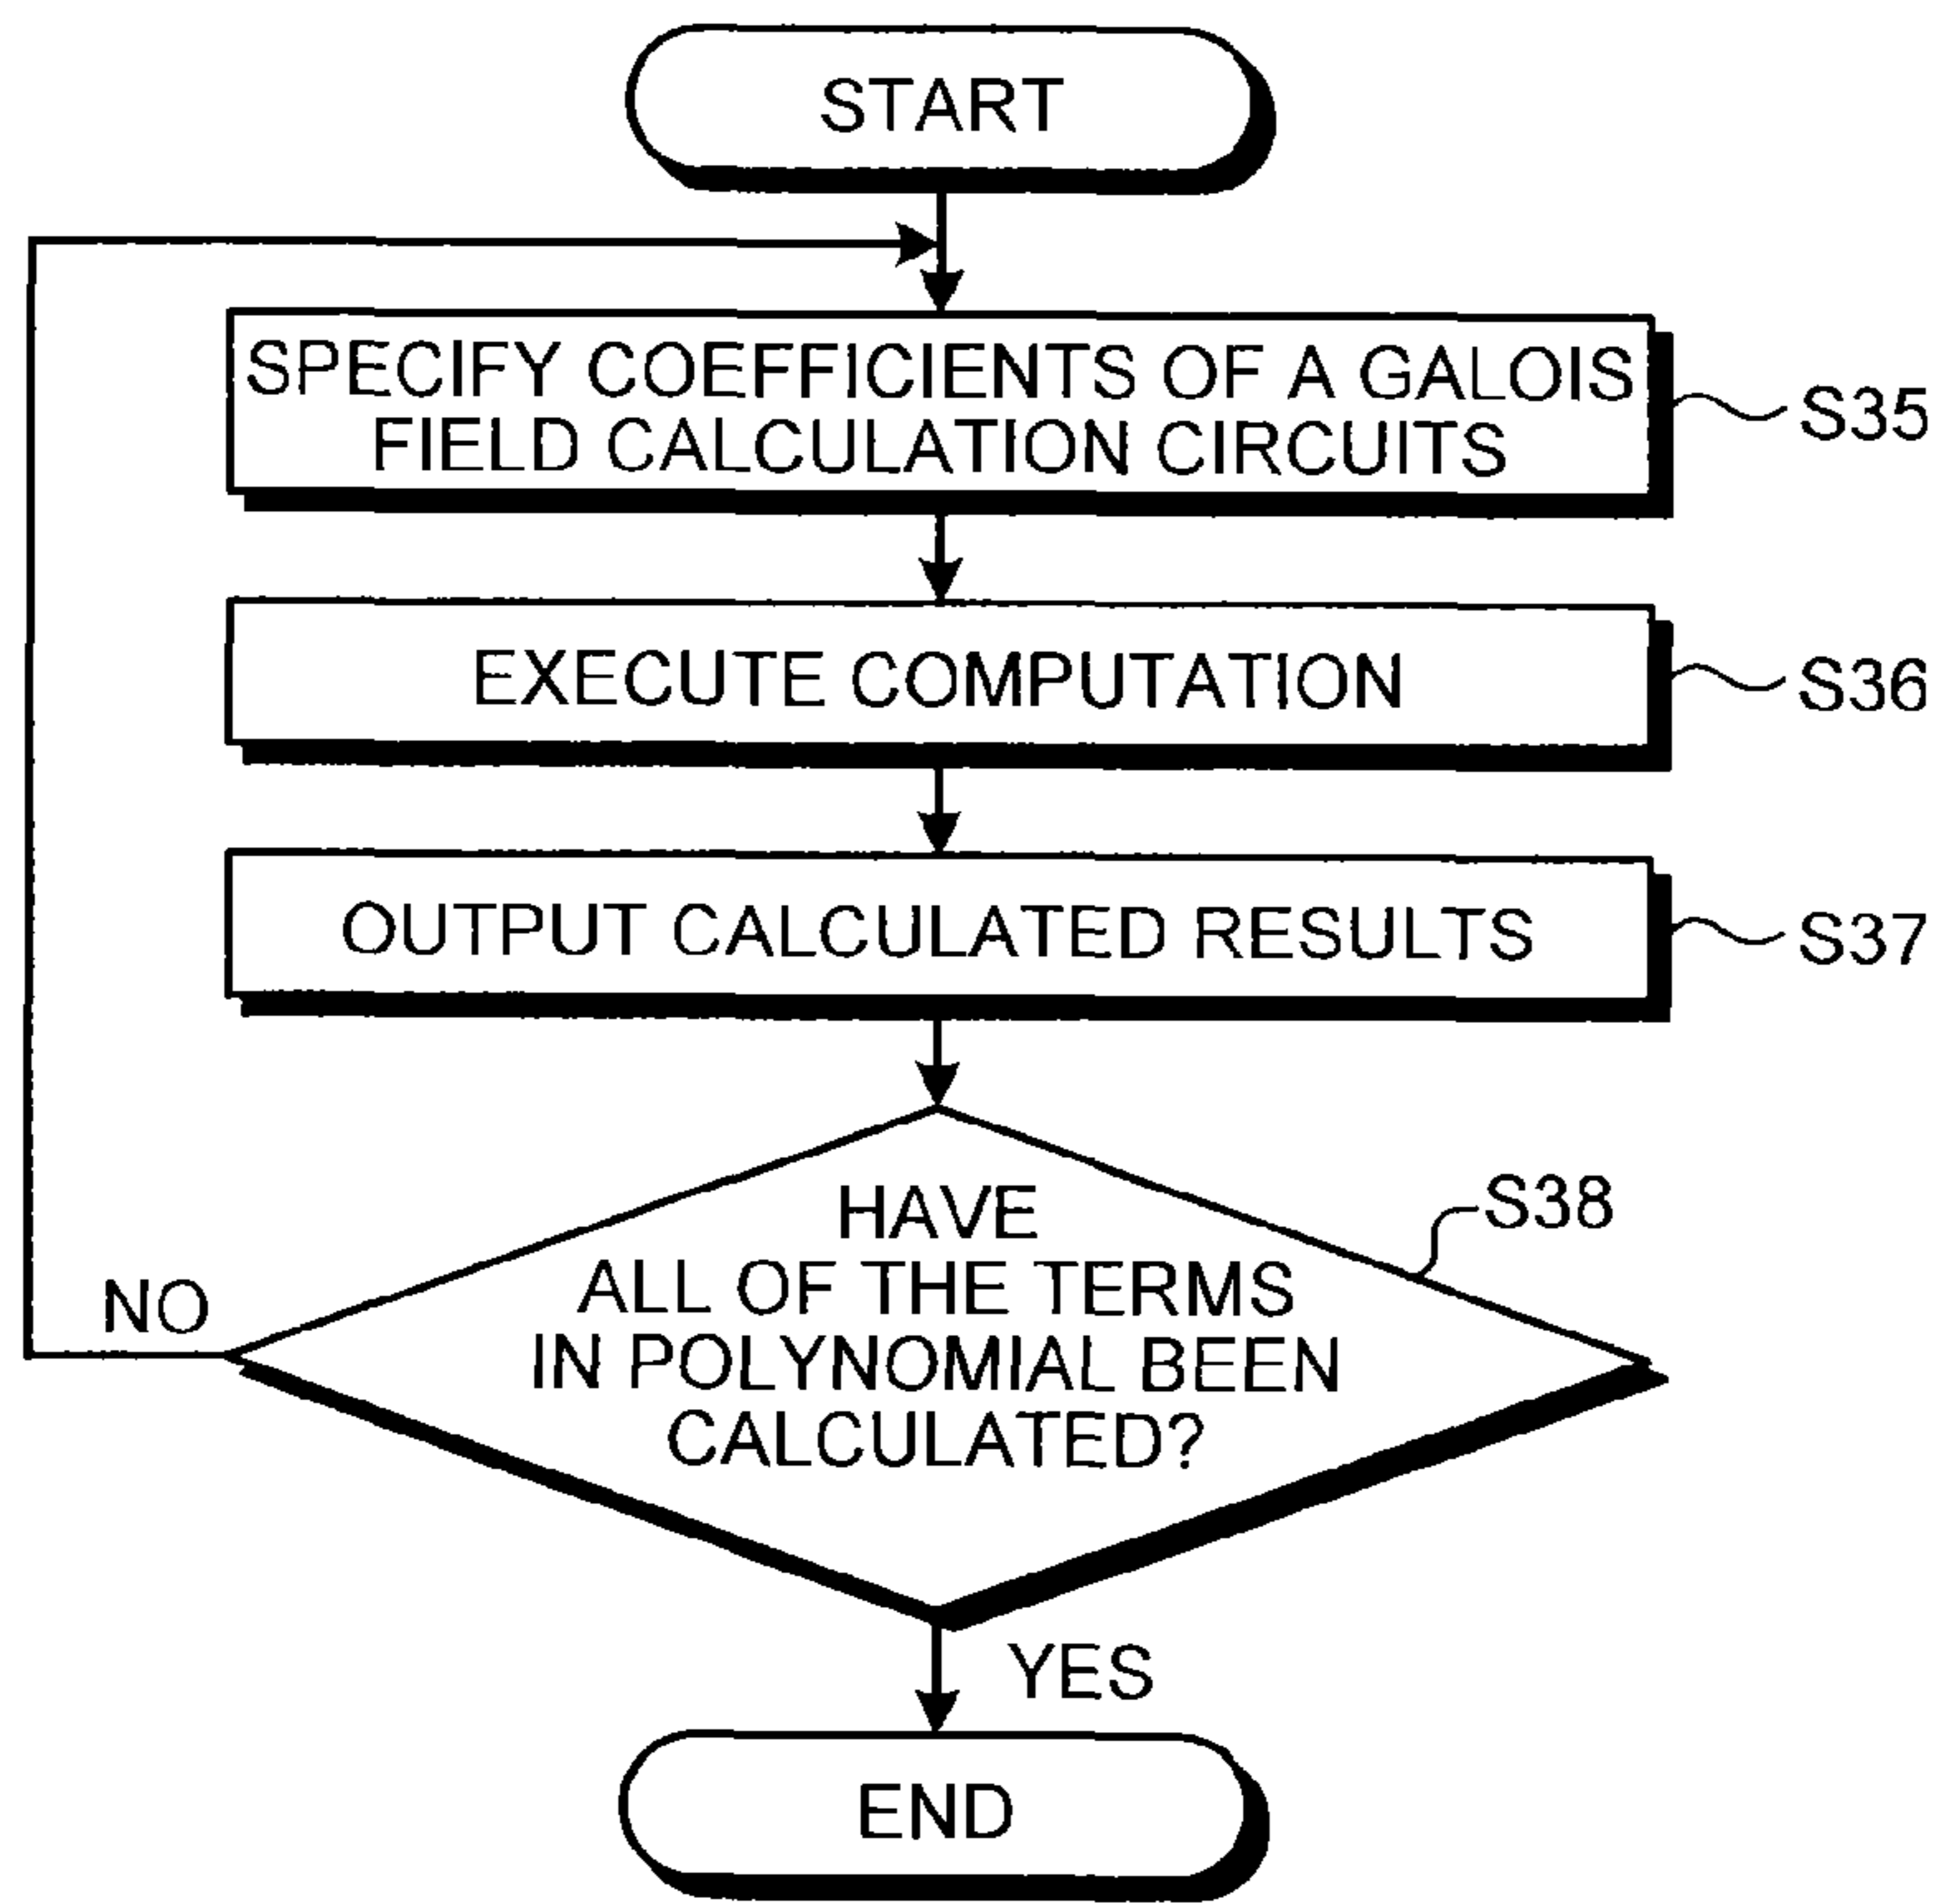 START
SPECIFY COEFFICIENTS OF A GALOIS
FIELD CALCULATION CIRCUITS
S35
EXECUTE COMPUTATION
S36
OUTPUT CALCULATED RESULTS
S37
HAVE
ALL OF THE TERMS
IN POLYNOMIAL BEEN
CALCULATED?
S38
NO
YES
END